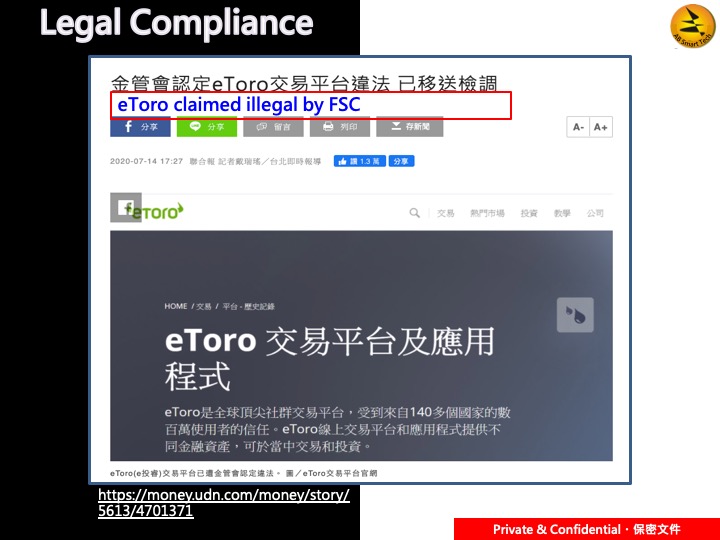 Legal Compliance
AB Smart Tech
金管會認定eToro交易平台違法 已移送檢調
eToro claimed illegal by FSC
分享
分享
留言
列印
存新聞
A- A+
2020-07-14 17:27 聯合報 記者戴瑞瑤／台北即時報導
讚 1.3 萬 分享
eTORO
交易 熱門市場 投資 教學 公司
HOME / 交易 / 平台 - 歷史記錄
eToro 交易平台及應用
程式
eToro是全球頂尖社群交易平台，受到來自140多個國家的數
百萬使用者的信任。eToro線上交易平台和應用程式提供不
同金融資產，可於當中交易和投資。
eToro(e投睿)交易平台已遭金管會認定違法。 圖／eToro交易平台官網
https://money.udn.com/money/story/
5613/4701371
Private & Confidential・保密文件